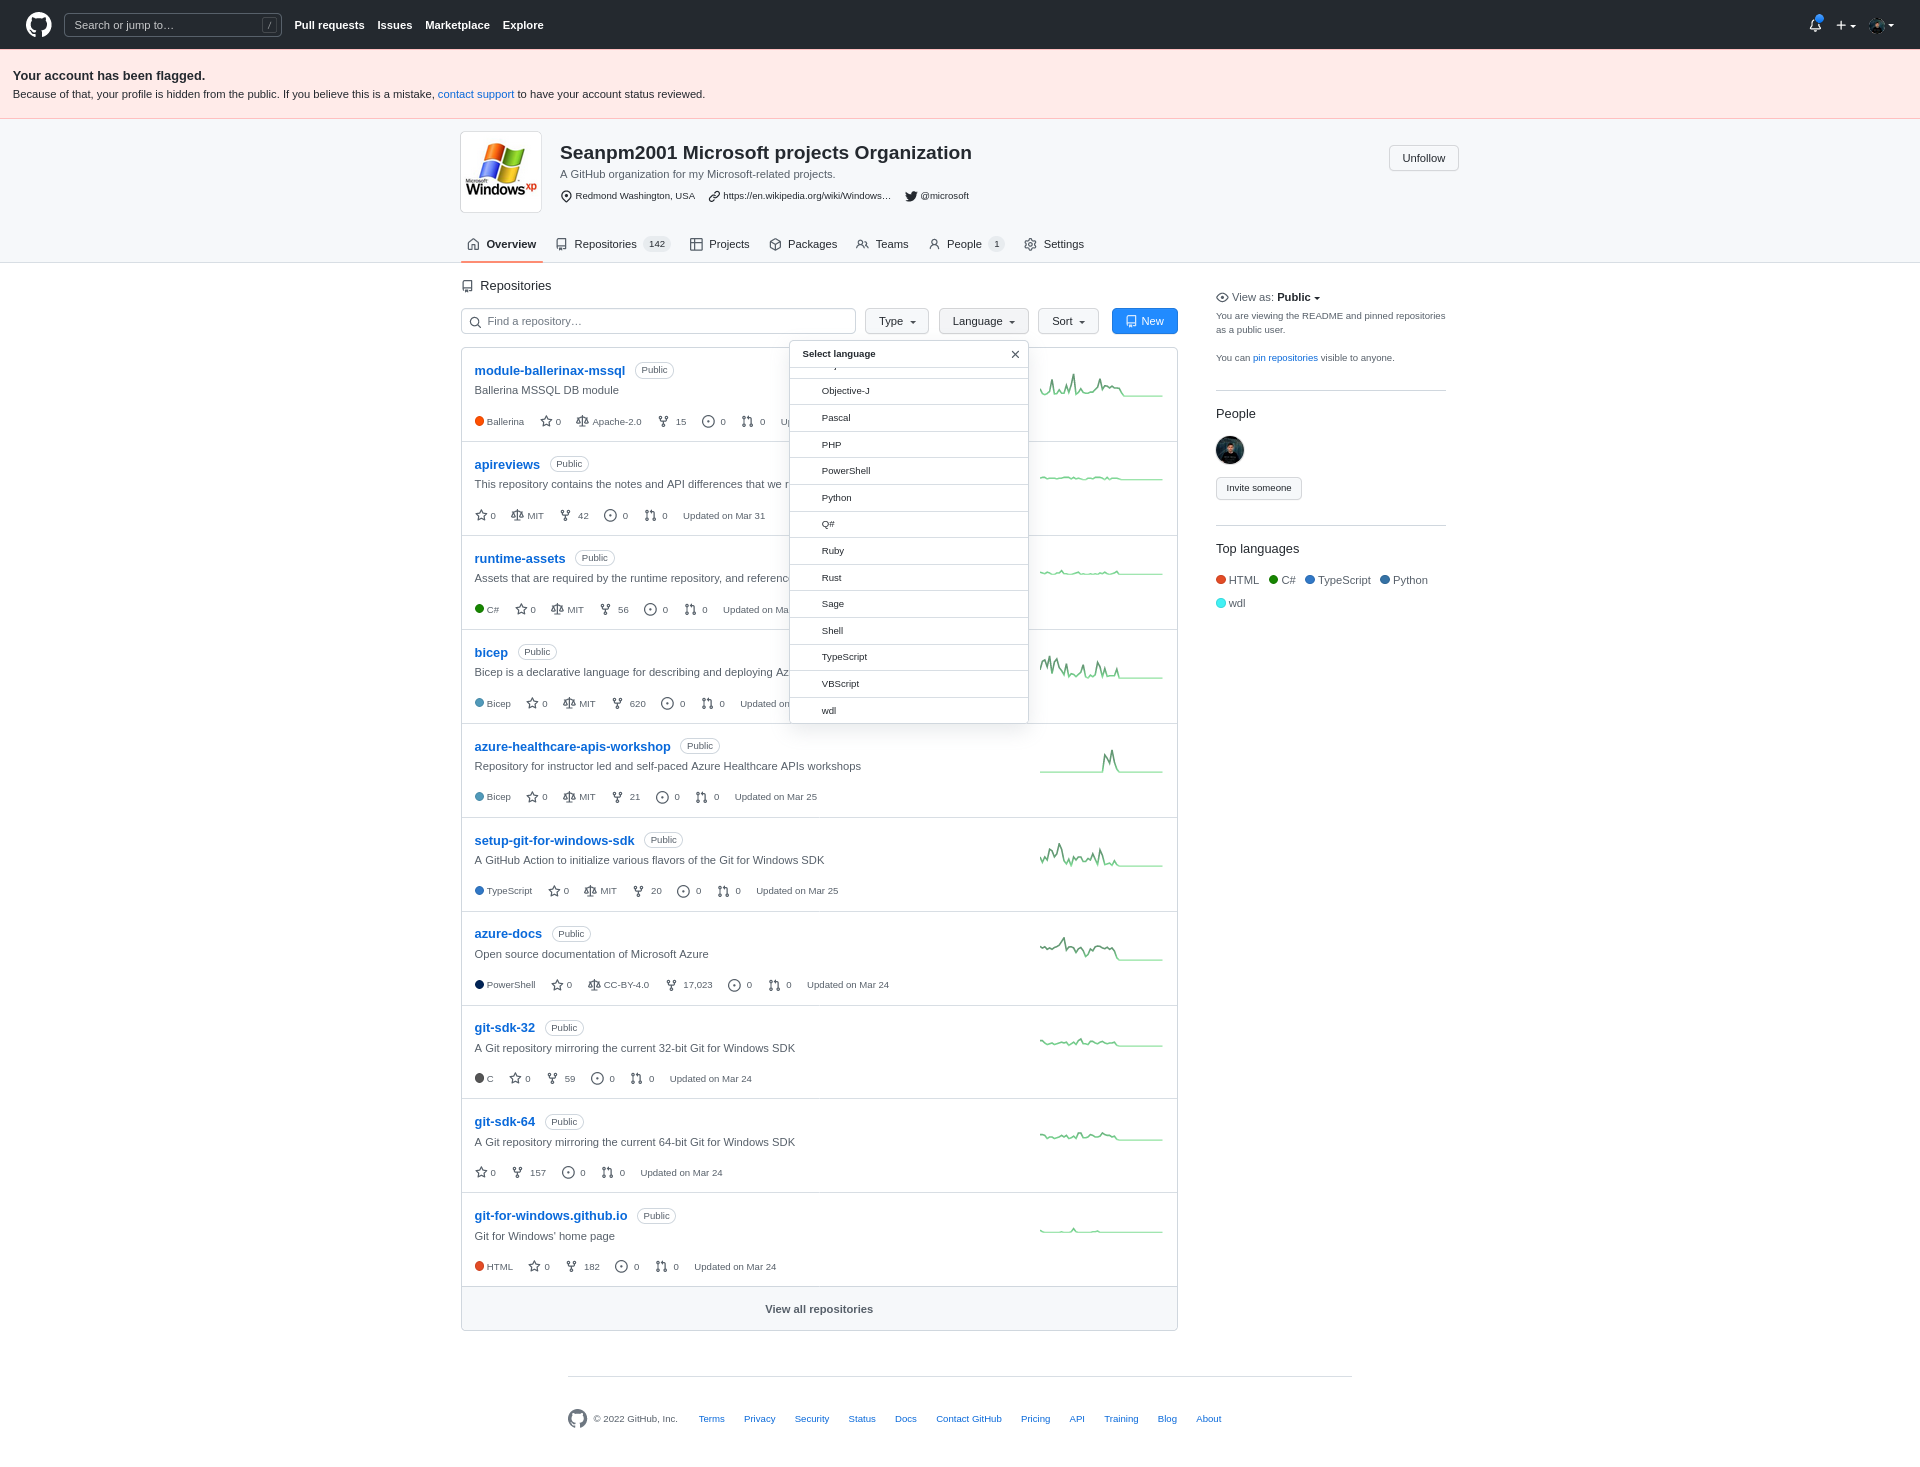 Search or jump to… /
Pull requests Issues Marketplace Explore
Your account has been flagged.
Because of that, your profile is hidden from the public. If you believe this is a mistake, contact support to have your account status reviewed.
Microsoft
Windows xp
Seanpm2001 Microsoft projects Organization
A GitHub organization for my Microsoft-related projects.
Redmond Washington, USA https://en.wikipedia.org/wiki/Windows… @microsoft
Unfollow
Overview Repositories 142 Projects Packages Teams People 1 Settings
Repositories
Find a repository… Type Language Sort New
Select language
Objective-J
Pascal
PHP
PowerShell
Python
Q#
Ruby
Rust
Sage
Shell
TypeScript
VBScript
wdl
module-ballerinax-mssql Public
Ballerina MSSQL DB module
Ballerina 0 Apache-2.0 15 0 0
apireviews Public
This repository contains the notes and API differences that we
0 MIT 42 0 0 Updated on Mar 31
runtime-assets Public
Assets that are required by the runtime repository, and
C# 0 MIT 56 0 0 Updated on
bicep Public
Bicep is a declarative language for describing and deploying
Bicep 0 MIT 620 0 0 Updated on
azure-healthcare-apis-workshop Public
Repository for instructor led and self-paced Azure Healthcare APIs workshops
Bicep 0 MIT 21 0 0 Updated on Mar 25
setup-git-for-windows-sdk Public
A GitHub Action to initialize various flavors of the Git for Windows SDK
TypeScript 0 MIT 20 0 0 Updated on Mar 25
azure-docs Public
Open source documentation of Microsoft Azure
PowerShell 0 CC-BY-4.0 17,023 0 0 Updated on Mar 24
git-sdk-32 Public
A Git repository mirroring the current 32-bit Git for Windows SDK
C 0 59 0 0 Updated on Mar 24
git-sdk-64 Public
A Git repository mirroring the current 64-bit Git for Windows SDK
0 157 0 0 Updated on Mar 24
git-for-windows.github.io Public
Git for Windows' home page
HTML 0 182 0 0 Updated on Mar 24
View all repositories
View as: Public
You are viewing the README and pinned repositories
as a public user.
You can pin repositories visible to anyone.
People
Invite someone
Top languages
HTML C# TypeScript Python
wdl
© 2022 GitHub, Inc. Terms Privacy Security Status Docs Contact GitHub Pricing API Training Blog About